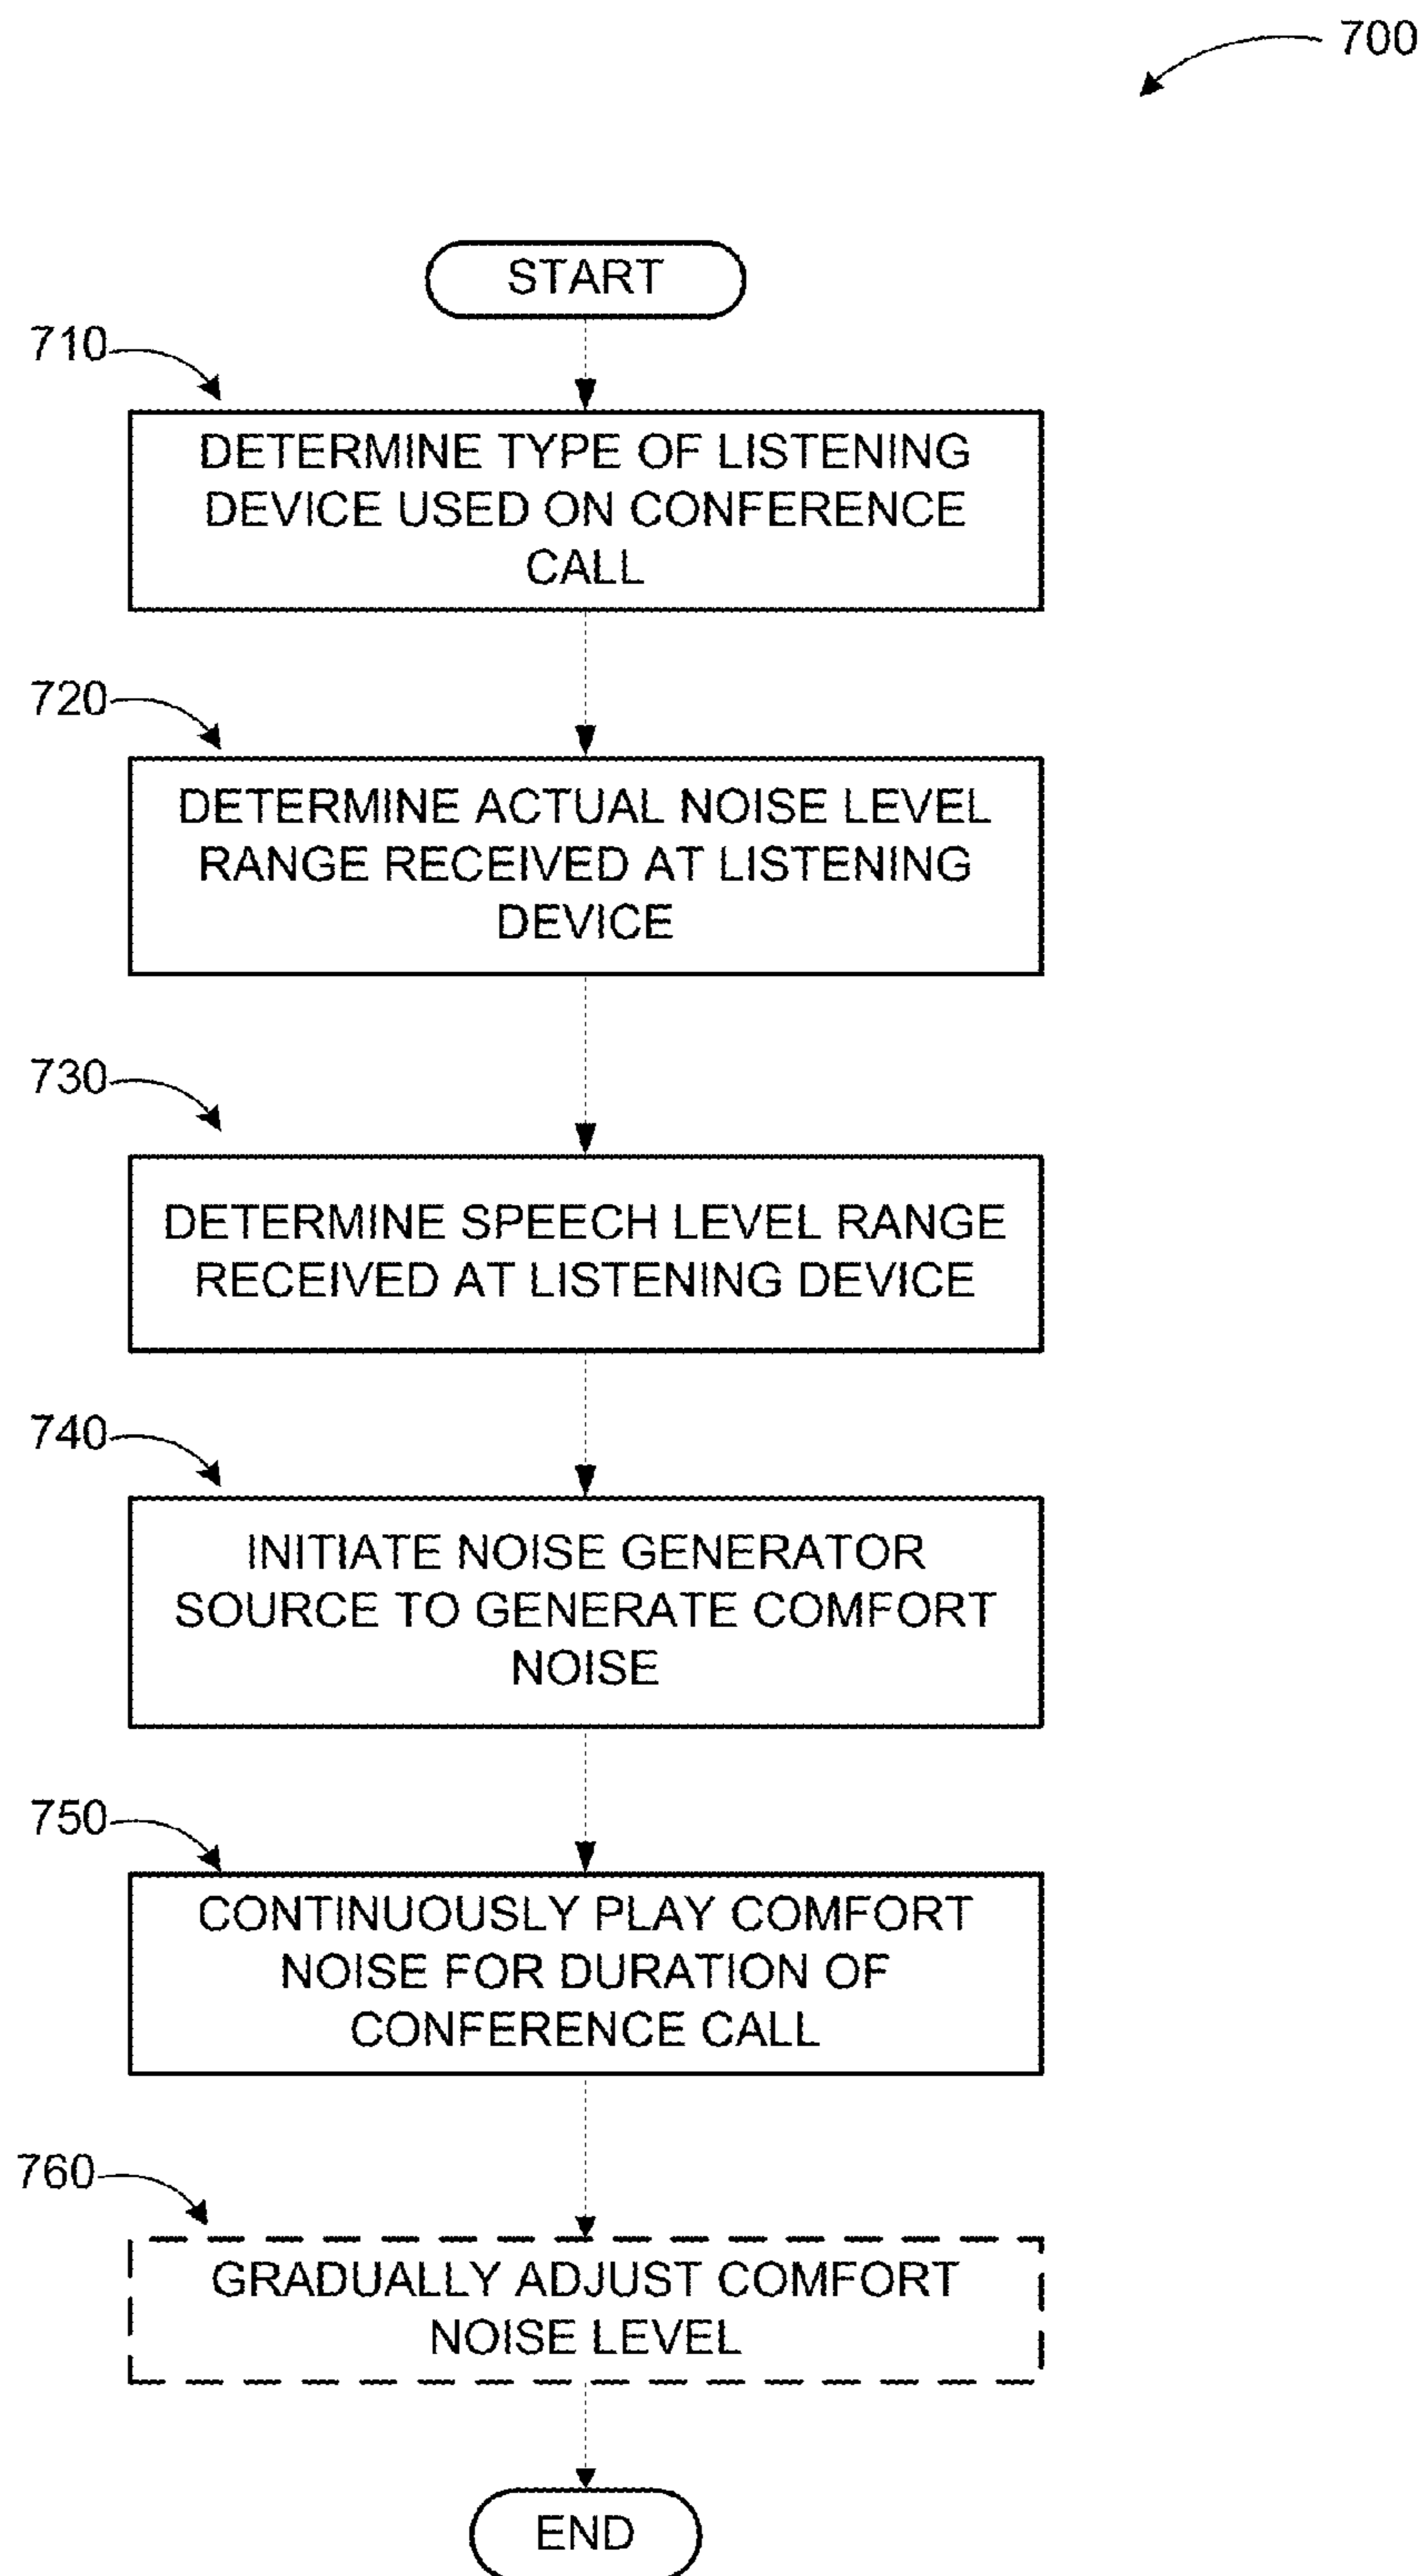 700
START
710
DETERMINE TYPE OF LISTENING
DEVICE USED ON CONFERENCE
CALL
720
DETERMINE ACTUAL NOISE LEVEL
RANGE RECEIVED AT LISTENING
DEVICE
730
DETERMINE SPEECH LEVEL RANGE
RECEIVED AT LISTENING DEVICE
740
INITIATE NOISE GENERATOR
SOURCE TO GENERATE COMFORT
NOISE
750
CONTINUOUSLY PLAY COMFORT
NOISE FOR DURATION OF
CONFERENCE CALL
760
GRADUALLY ADJUST COMFORT
NOISE LEVEL
END